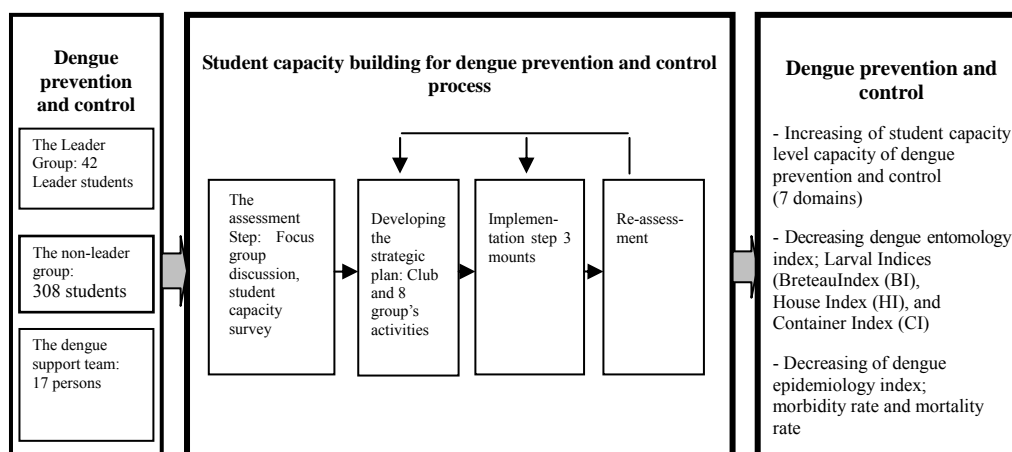 Dengue
prevention
and control
The Leader
Group: 42
Leader students
The non-leader
group:
308 students
The dengue
support team:
17 persons
Student capacity building for dengue prevention and control
process
The
assessment
Step: Focus
group
discussion,
student
capacity
survey
Developing
the
strategic
plan: Club
and 8
group's
activities
Implemen-
tation step 3
mounts
Re-assess-
ment
Dengue prevention and
control
- Increasing of student capacity
level capacity of dengue
prevention and control
(7 domains)
- Decreasing dengue entomology
index; Larval Indices
(BreteauIndex (BI),
House Index (HI), and
Container Index (CI)
- Decreasing of dengue
epidemiology index;
morbidity rate and mortality
rate